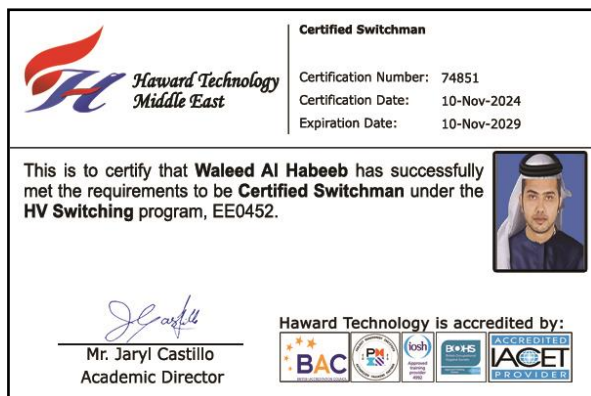 Haward Technology
Middle East
Certified Switchman
Certification Number: 74851
Certification Date: 10-Nov-2024
Expiration Date: 10-Nov-2029
This is to certify that Waleed Al Habeeb has successfully
met the requirements to be Certified Switchman under the
HV Switching program, EE0452.
Mr. Jaryl Castillo
Academic Director
Haward Technology is accredited by:
BAC
iosh
Approved
training
provider
BOHS
ACCREDITED
IACET
PROVIDER